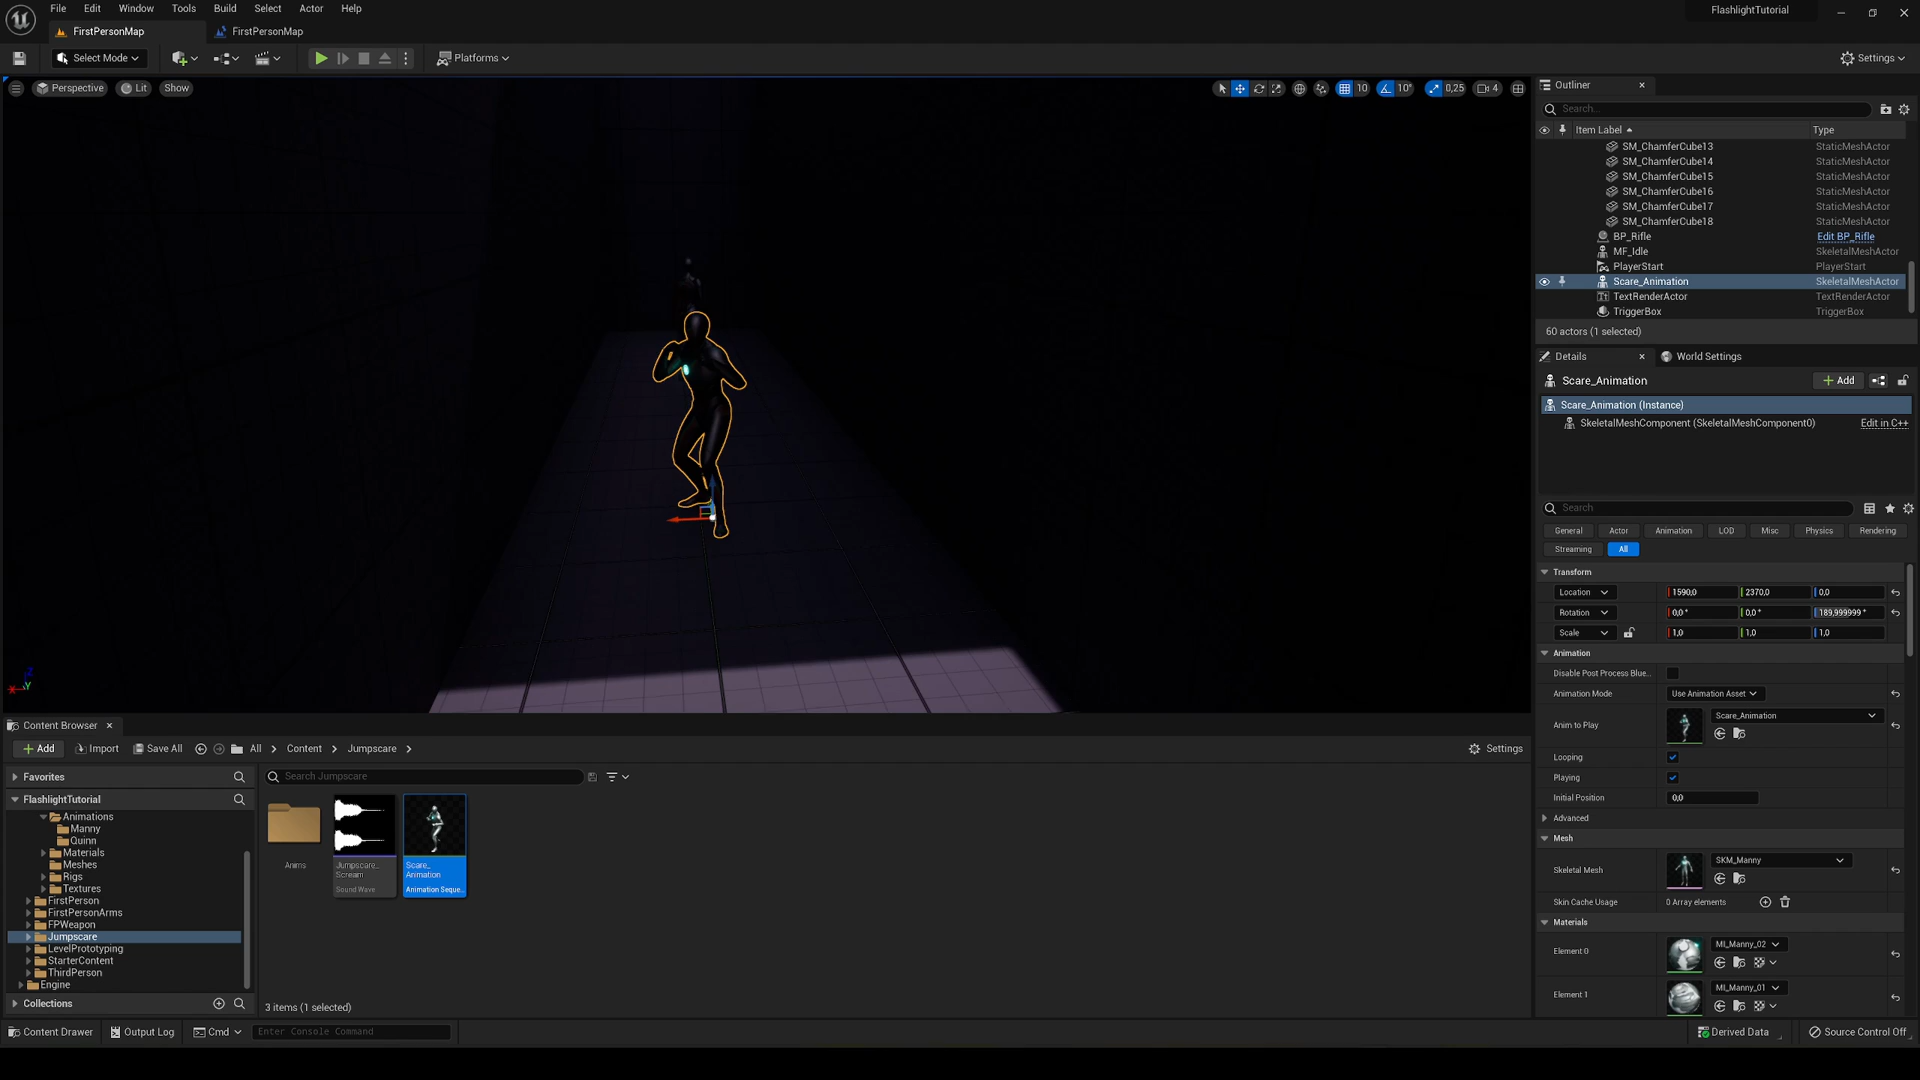 File Edit Window Tools Build Select Actor Help
FlashlightTutorial
FirstPersonMap
FirstPersonMap
Select Mode
Platforms
Settings
Perspective
Lit
Show
10
10°
0,25
4
Outliner
Search...
Item Label
Type
SM_ChamferCube13 StaticMeshActor
SM_ChamferCube14 StaticMeshActor
SM_ChamferCube15 StaticMeshActor
SM_ChamferCube16 StaticMeshActor
SM_ChamferCube17 StaticMeshActor
SM_ChamferCube18 StaticMeshActor
BP_Rifle Edit BP_Rifle
MF_Idle SkeletalMeshActor
PlayerStart PlayerStart
Scare_Animation SkeletalMeshActor
TextRenderActor TextRenderActor
TriggerBox TriggerBox
60 actors (1 selected)
Details
World Settings
Scare_Animation
Add
Scare_Animation (Instance)
SkeletalMeshComponent (SkeletalMeshComponent0) Edit in C++
Search
General Actor Animation LOD Misc Physics Rendering
Streaming All
Transform
Location 1590,0 2370,0 0,0
Rotation 0,0 ° 0,0 ° 189,999999 °
Scale 1,0 1,0 1,0
Animation
Disable Post Process Blue...
Animation Mode Use Animation Asset
Anim to Play Scare_Animation
Looping
Playing
Initial Position 0,0
Advanced
Mesh
Skeletal Mesh SKM_Manny
Skin Cache Usage 0 Array elements
Materials
Element 0 MI_Manny_02
Element 1 MI_Manny_01
Z
X
Y
Content Browser
Add Import Save All All Content Jumpscare
Settings
Favorites
FlashlightTutorial
Animations
Manny
Quinn
Materials
Meshes
Rigs
Textures
FirstPerson
FirstPersonArms
FPWeapon
Jumpscare
LevelPrototyping
StarterContent
ThirdPerson
Engine
Collections
Search Jumpscare
Anims
Jumpscare_
Scream
Sound Wave
Scare_
Animation
Animation Seque..
3 items (1 selected)
Content Drawer
Output Log
Cmd
Enter Console Command
Derived Data
Source Control Off